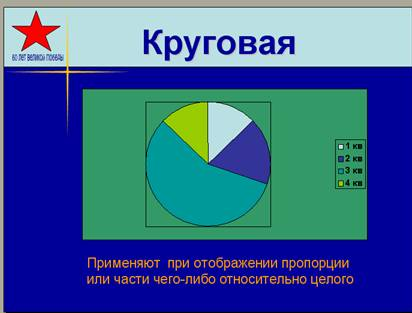 60 ЛЕТ ВЕЛИКОЙ ПОБЕДЫ
Круговая
1 кв
2 кв
3 кв
4 кв
Применяют при отображении пропорции
или части чего-либо относительно целого